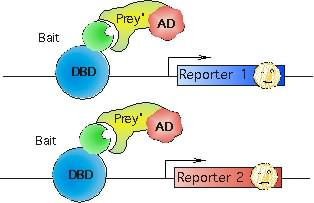 Prey'
AD
Bait
DBD
Reporter 1
Prey'
AD
Bait
DBD
Reporter 2